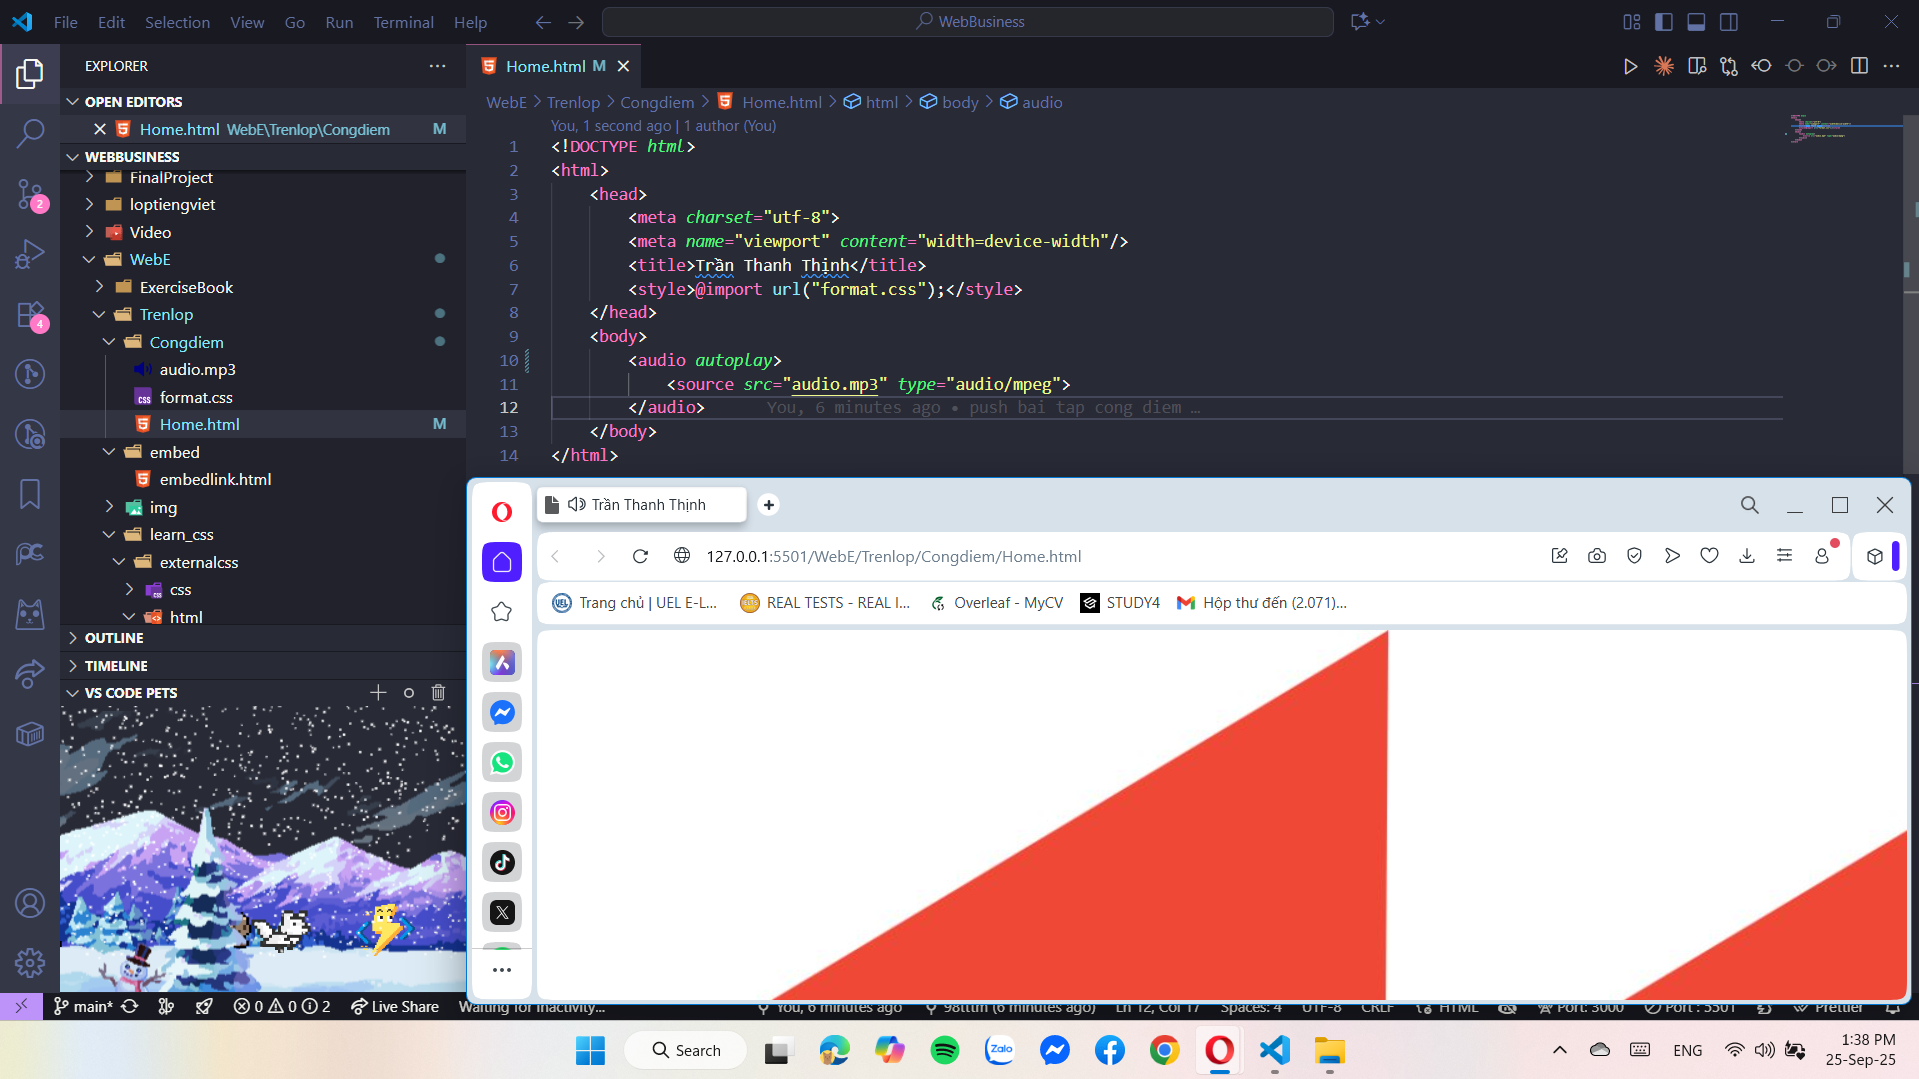 File Edit Selection View Go Run Terminal Help
WebBusiness
EXPLORER
OPEN EDITORS
Home.html WebE\Trenlop\Congdiem M
WEBBUSINESS
FinalProject
loptiengviet
Video
WebE
ExerciseBook
Trenlop
Congdiem
audio.mp3
format.css
Home.html M
embed
embedlink.html
img
learn_css
externalcss
css
html
OUTLINE
TIMELINE
VS CODE PETS
2
4
Home.html M
WebE > Trenlop > Congdiem > Home.html > html > body > audio
You, 1 second ago | 1 author (You)
1 <!DOCTYPE html>
2 <html>
3 <head>
4 <meta charset="utf-8">
5 <meta name="viewport" content="width=device-width"/>
6 <title>Trần Thanh Thịnh</title>
7 <style>@import url("format.css");</style>
8 </head>
9 <body>
10 <audio autoplay>
11 <source src="audio.mp3" type="audio/mpeg">
12 </audio> You, 6 minutes ago • push bai tap cong diem …
13 </body>
14 </html>
Trần Thanh Thịnh
127.0.0.1:5501/WebE/Trenlop/Congdiem/Home.html
Trang chủ | UEL E-L...
REAL TESTS - REAL I...
Overleaf - MyCV
STUDY4
Hộp thư đến (2.071)...
main* 0 0 2 Live Share Waiting for inactivity... You, 6 minutes ago 98tttm (6 minutes ago) Ln 12, Col 17 Spaces: 4 UTF-8 CRLF HTML Port: 3000 Port : 5501 Prettier
Search
Zalo
ENG
1:38 PM
25-Sep-25